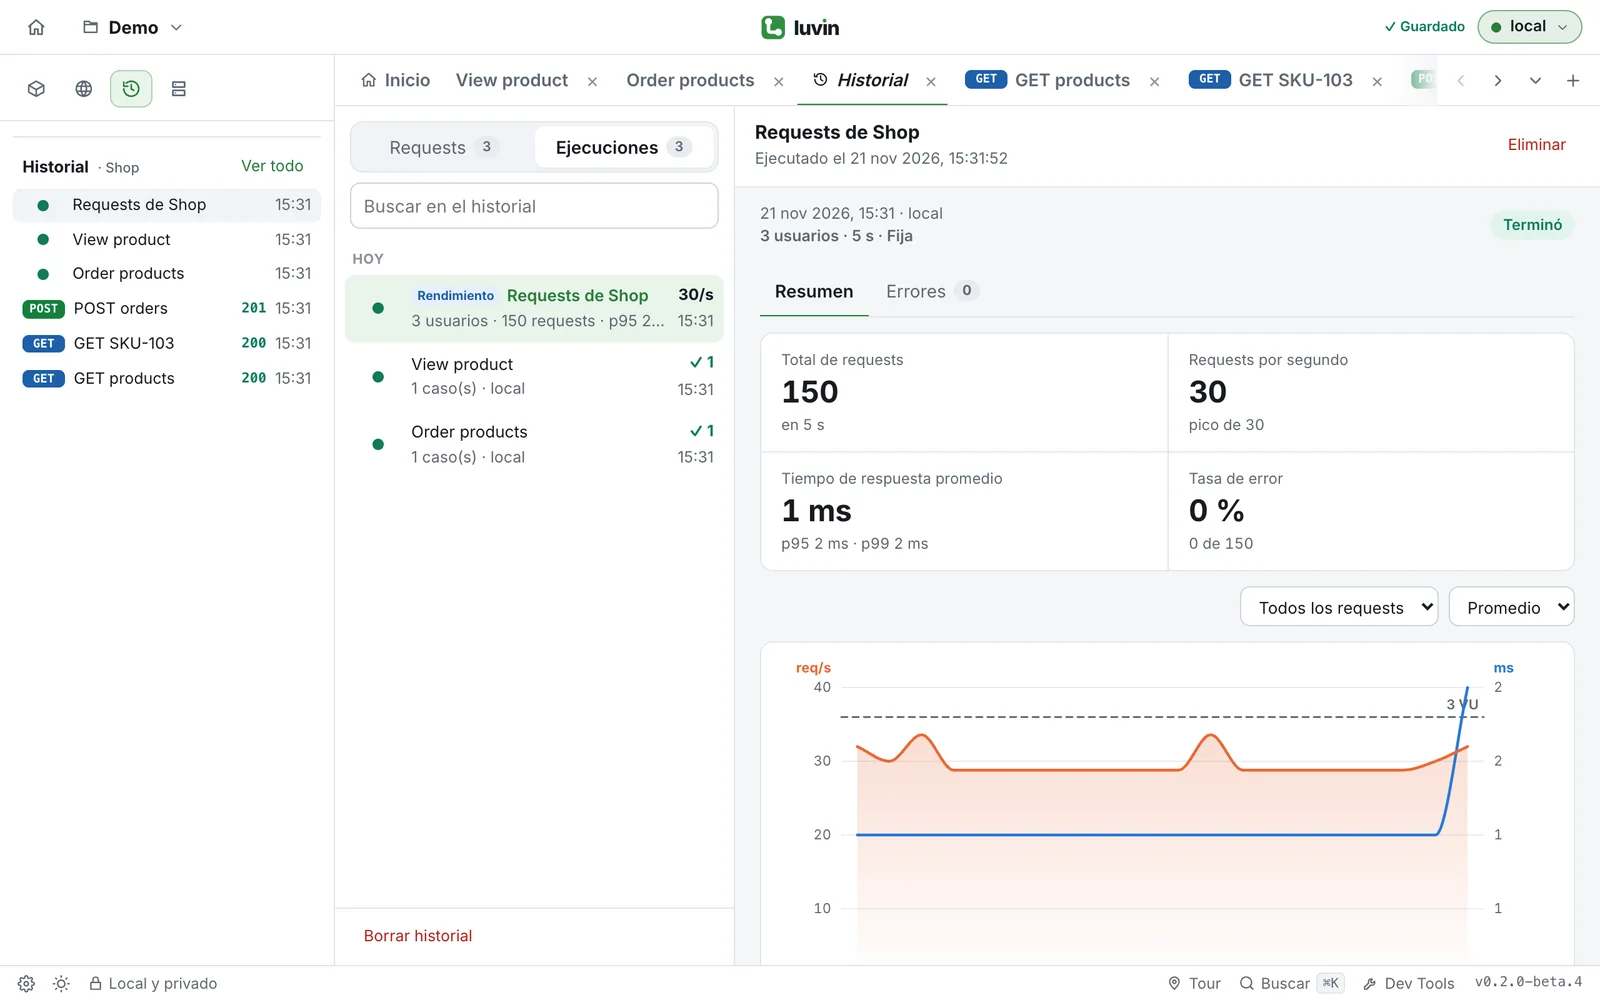 Demo
luvin
✓ Guardado
local
Inicio
View product
Order products
Historial
GET GET products
GET GET SKU-103
Historial · Shop
Ver todo
Requests de Shop 15:31
View product 15:31
Order products 15:31
POST POST orders 201 15:31
GET GET SKU-103 200 15:31
GET GET products 200 15:31
Requests 3
Ejecuciones 3
Buscar en el historial
HOY
Rendimiento Requests de Shop 30/s
3 usuarios · 150 requests · p95 2... 15:31
View product ✓ 1
1 caso(s) · local 15:31
Order products ✓ 1
1 caso(s) · local 15:31
Borrar historial
Requests de Shop
Ejecutado el 21 nov 2026, 15:31:52
Eliminar
21 nov 2026, 15:31 · local
3 usuarios · 5 s · Fija
Terminó
Resumen
Errores 0
Total de requests
150
en 5 s
Requests por segundo
30
pico de 30
Tiempo de respuesta promedio
1 ms
p95 2 ms · p99 2 ms
Tasa de error
0 %
0 de 150
Todos los requests
Promedio
req/s
ms
40
2
3 VU
30
2
20
1
10
1
Local y privado
Tour
Buscar ⌘K
Dev Tools
v0.2.0-beta.4